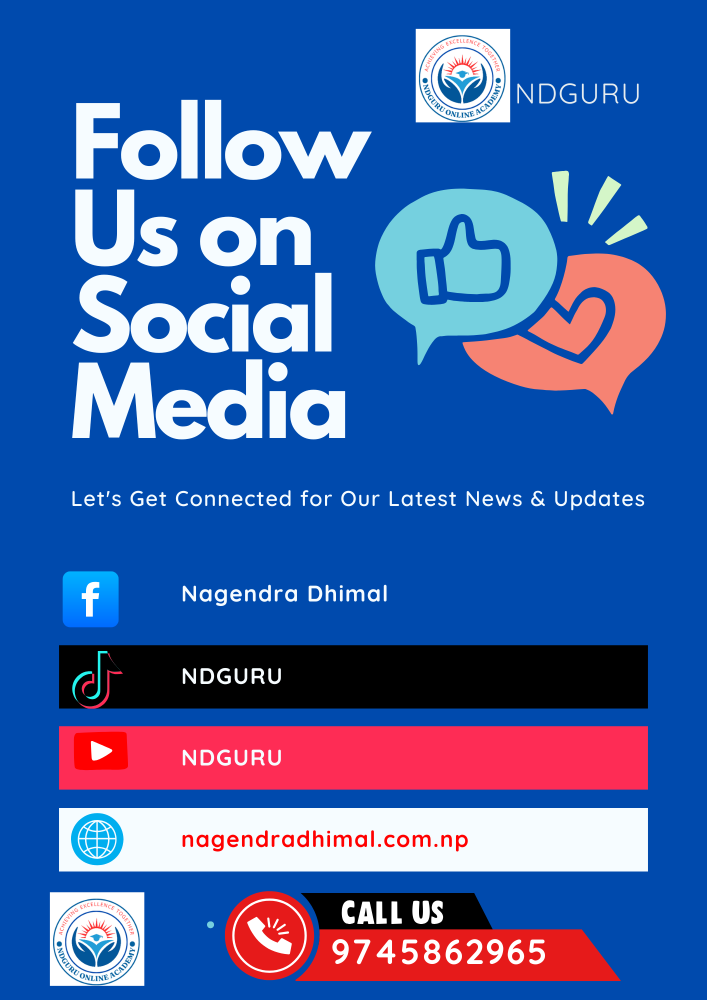 ACHIEVING EXCELLENCE TOGETHER
NDGURU ONLINE ACADEMY
NDGURU
Follow
Us on
Social
Media
Let's Get Connected for Our Latest News & Updates
f
Nagendra Dhimal
NDGURU
NDGURU
nagendradhimal.com.np
ACHIEVING EXCELLENCE TOGETHER
NDGURU ONLINE ACADEMY
CALL US
9745862965